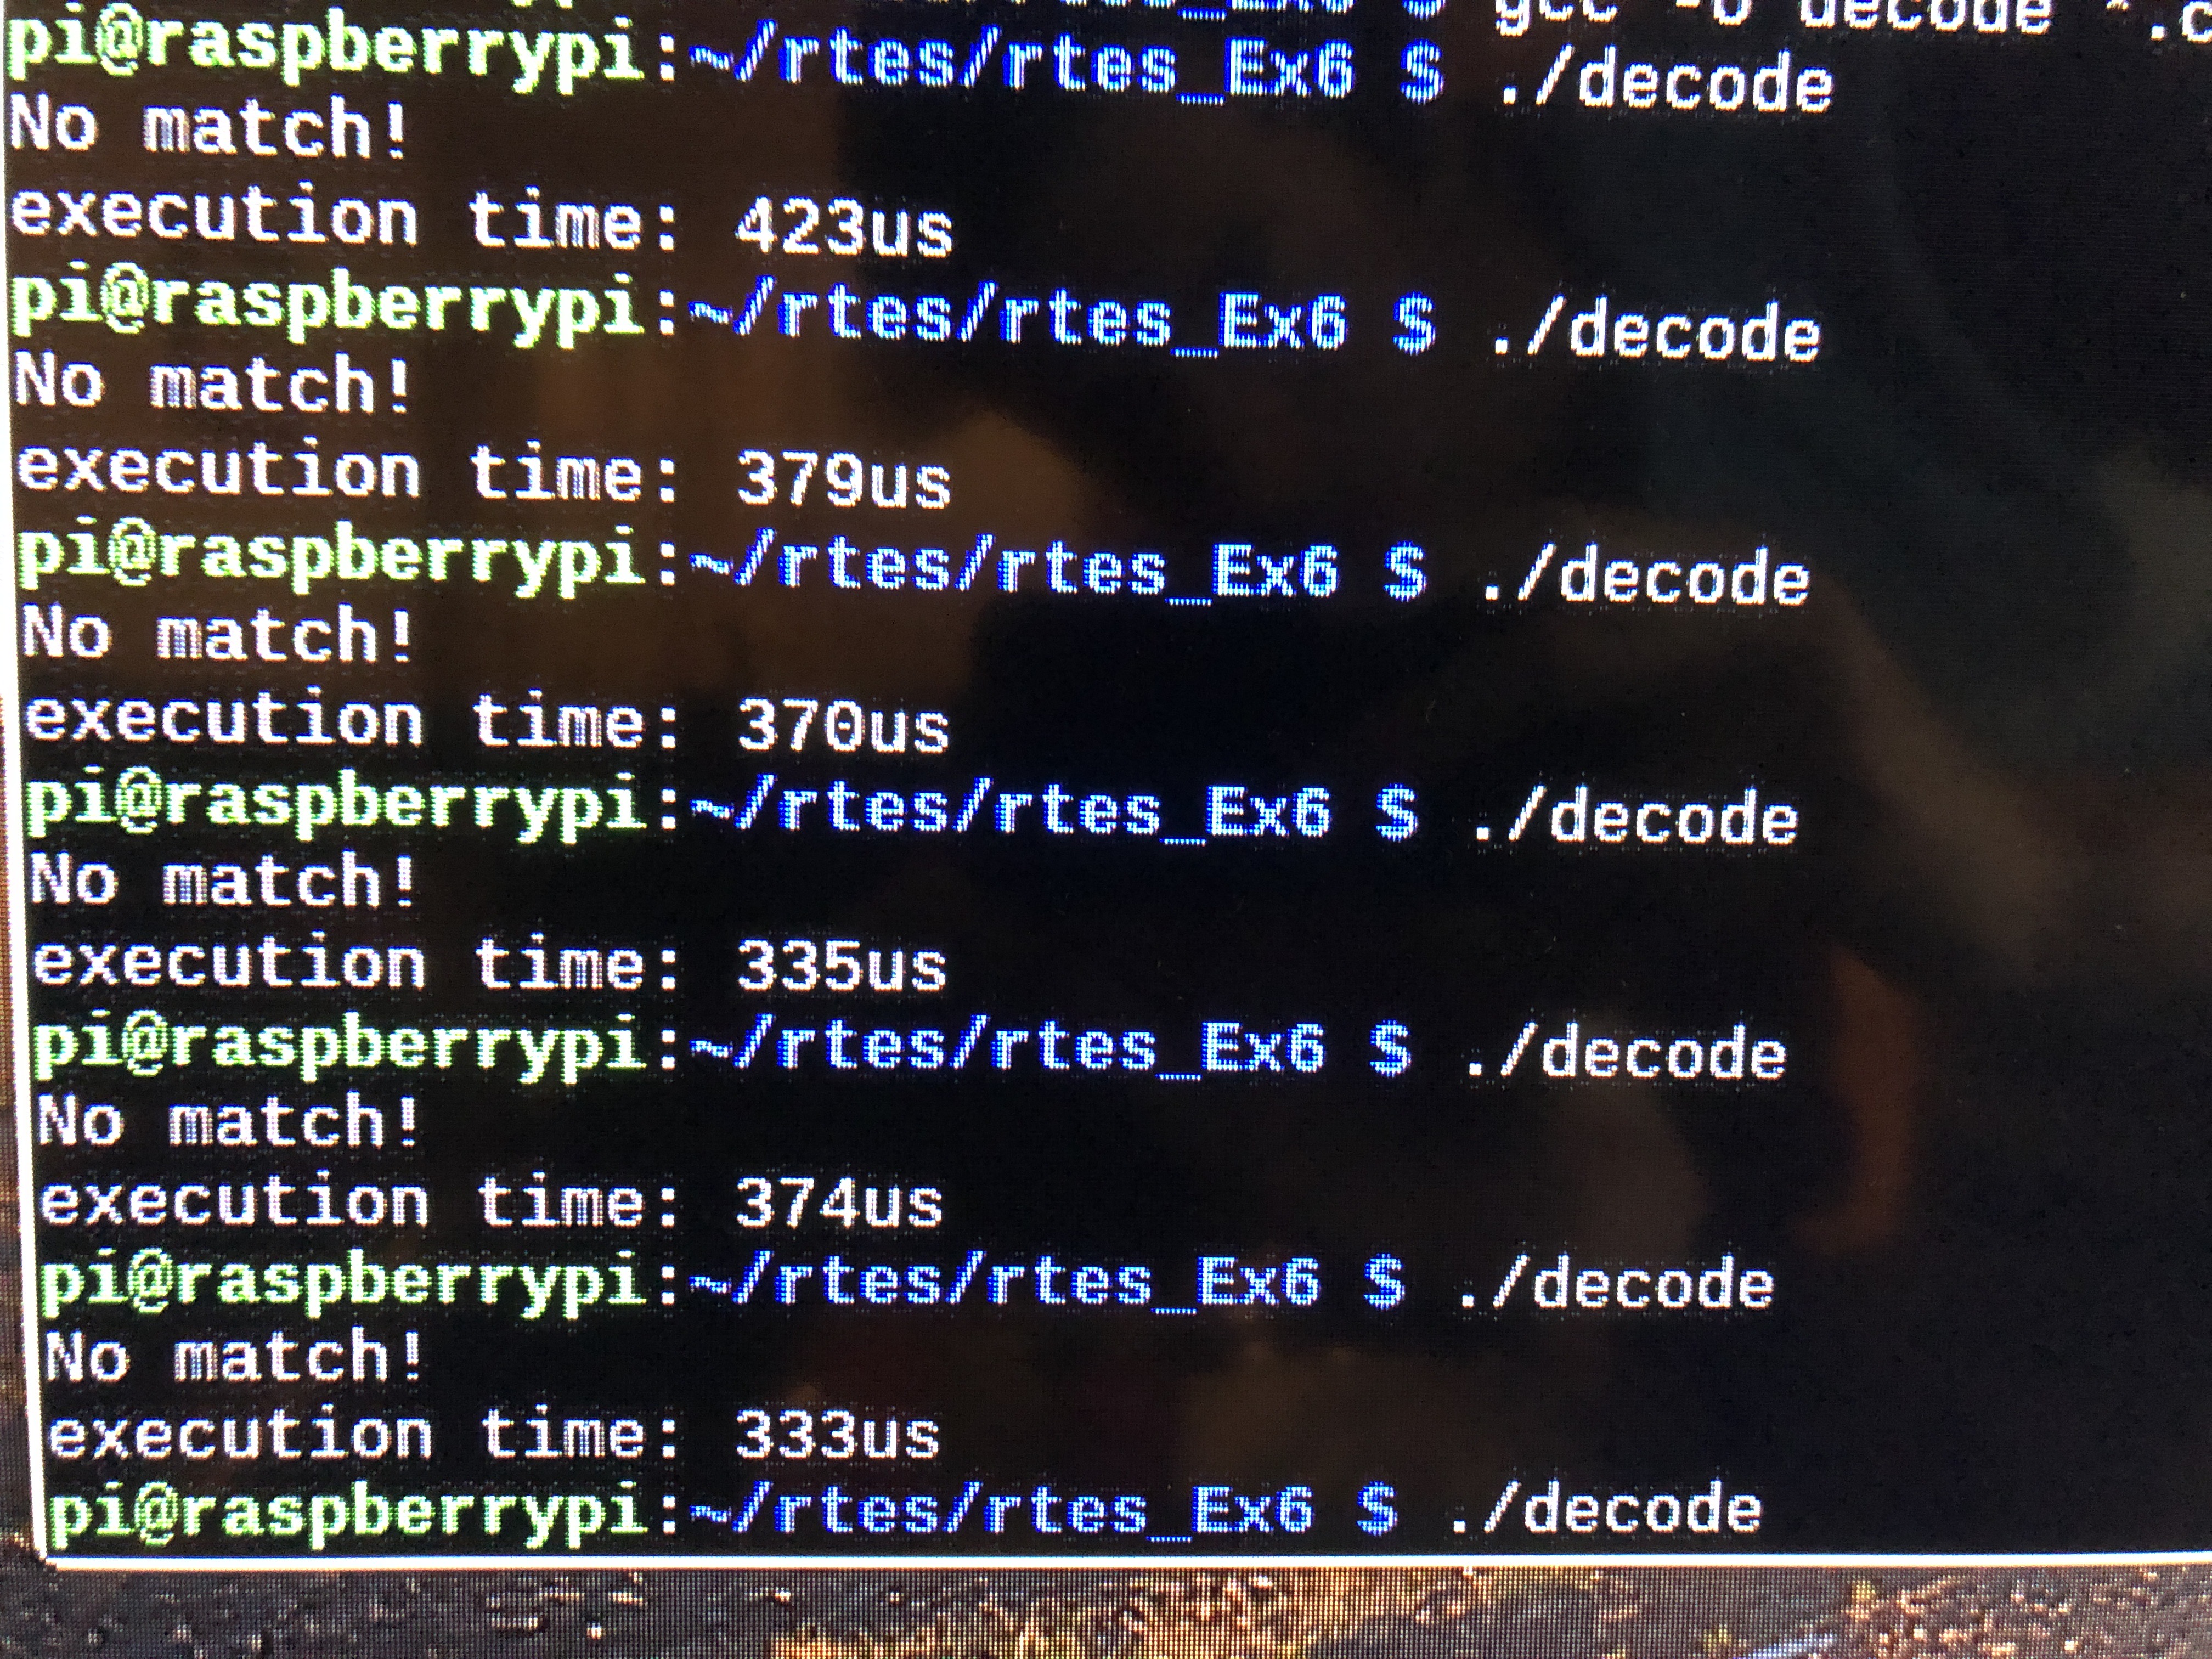 gcc -o decode *.c
pi@raspberrypi:~/rtes/rtes_Ex6 $ ./decode
No match!
execution time: 423us
pi@raspberrypi:~/rtes/rtes_Ex6 $ ./decode
No match!
execution time: 379us
pi@raspberrypi:~/rtes/rtes_Ex6 $ ./decode
No match!
execution time: 370us
pi@raspberrypi:~/rtes/rtes_Ex6 $ ./decode
No match!
execution time: 335us
pi@raspberrypi:~/rtes/rtes_Ex6 $ ./decode
No match!
execution time: 374us
pi@raspberrypi:~/rtes/rtes_Ex6 $ ./decode
No match!
execution time: 333us
pi@raspberrypi:~/rtes/rtes_Ex6 $ ./decode